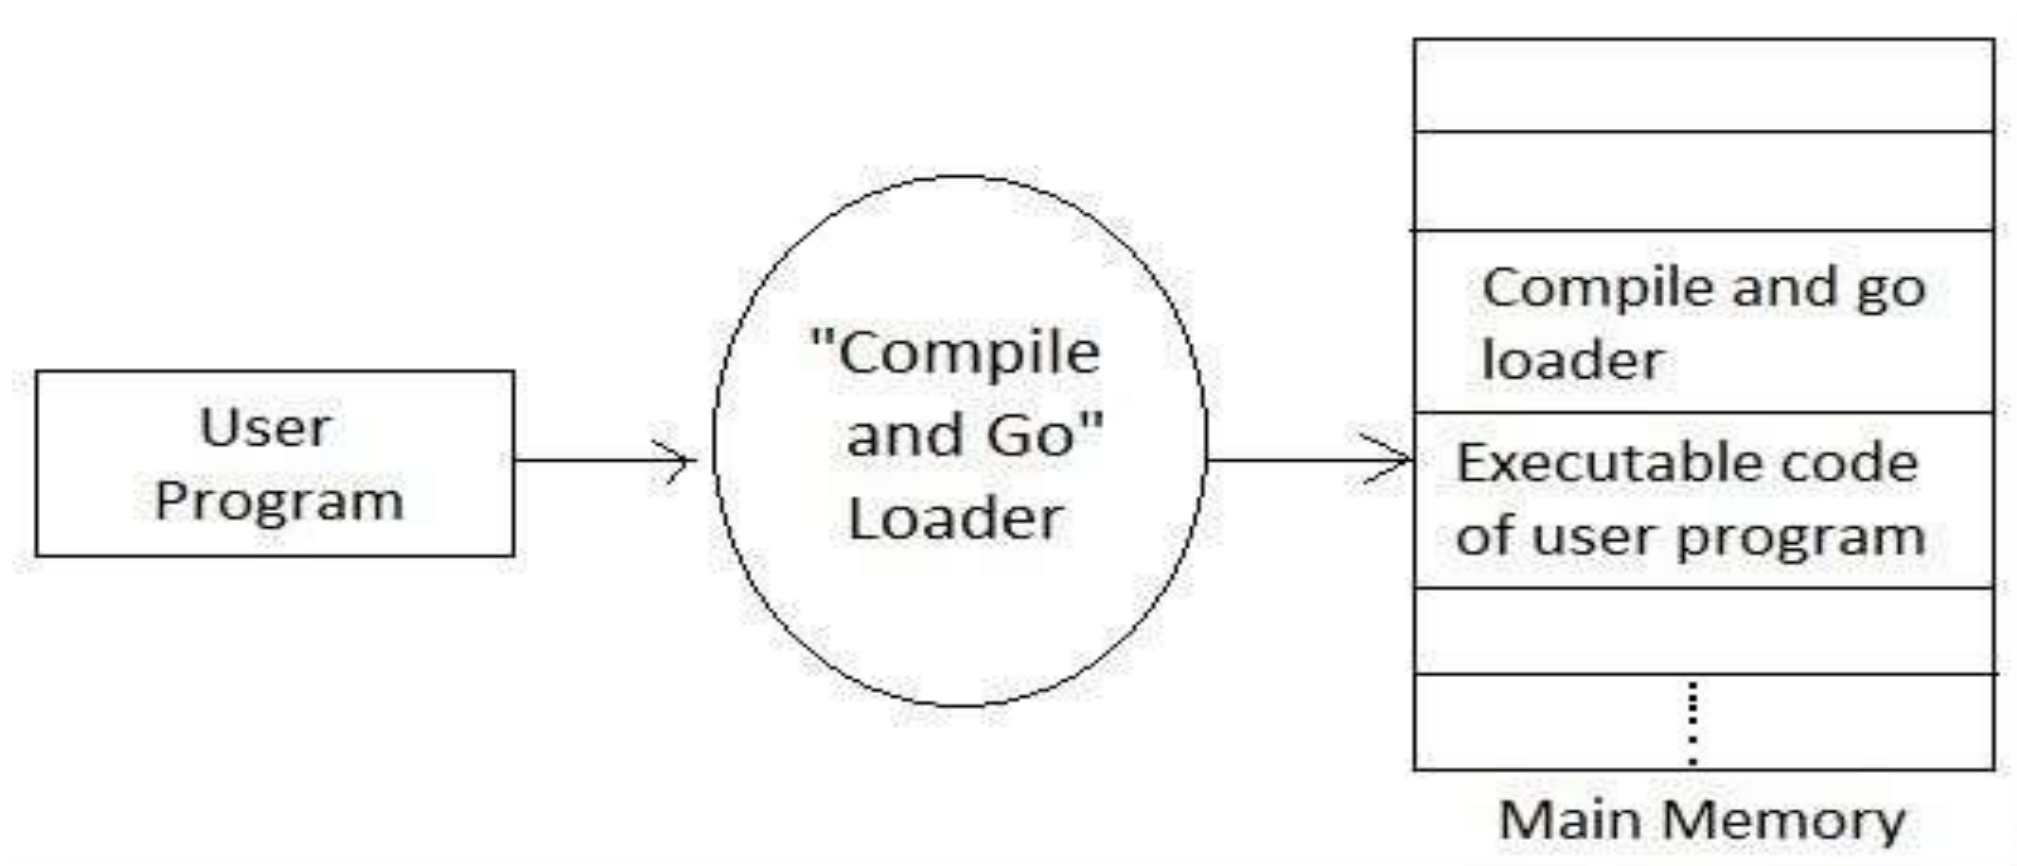 User
Program
"Compile
and Go"
Loader
Compile and go
loader
Executable code
of user program
Main Memory